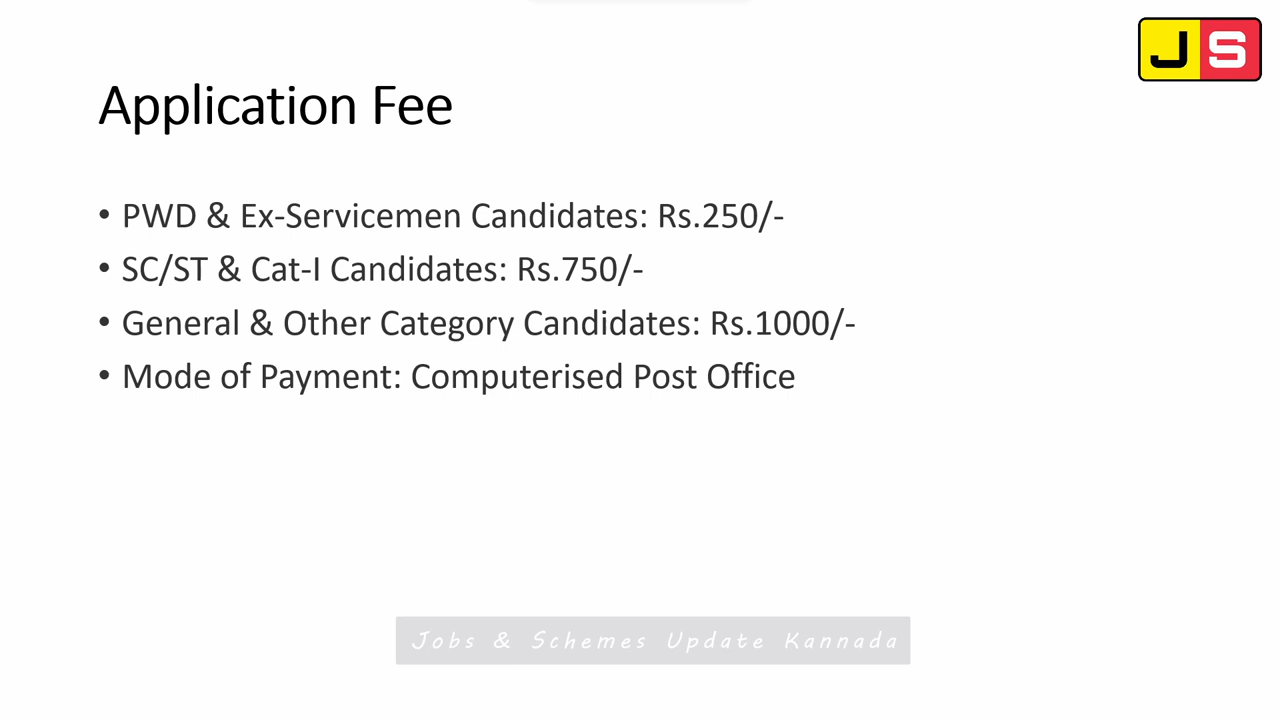 JS
Application Fee
• PWD & Ex-Servicemen Candidates: Rs.250/-
• SC/ST & Cat-I Candidates: Rs.750/-
• General & Other Category Candidates: Rs.1000/-
• Mode of Payment: Computerised Post Office
Jobs & Schemes Update Kannada